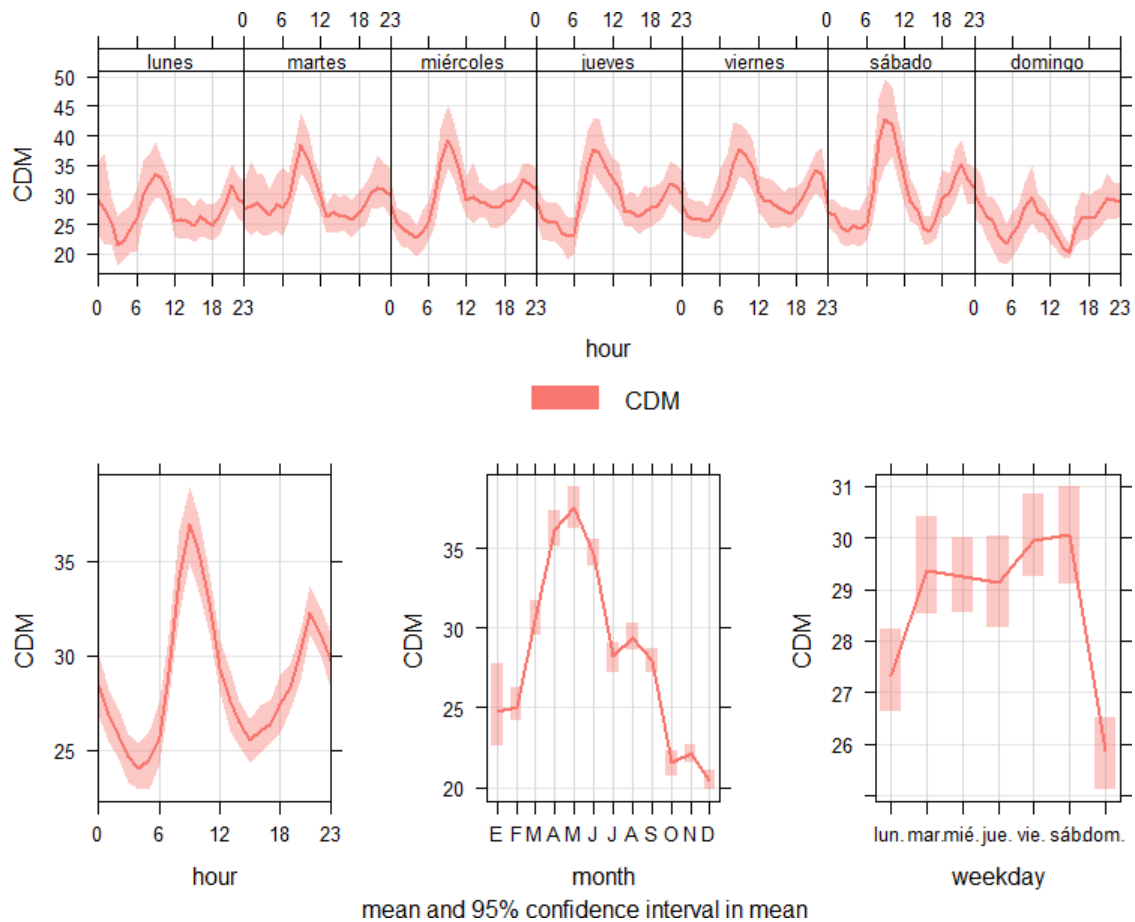 0 6 12 18 23 0 6 12 18 23 0 6 12 18 23
lunes martes miércoles jueves viernes sábado domingo
50
45
40
35
30
25
20
CDM
0 6 12 18 23 0 6 12 18 23 0 6 12 18 23 0 6 12 18 23
hour
CDM
35
30
25
CDM
0 6 12 18 23
hour
35
30
25
20
CDM
E F M A M J J A S O N D
month
31
30
29
28
27
26
CDM
lun. mar. mié. jue. vie. sáb. dom.
weekday
mean and 95% confidence interval in mean